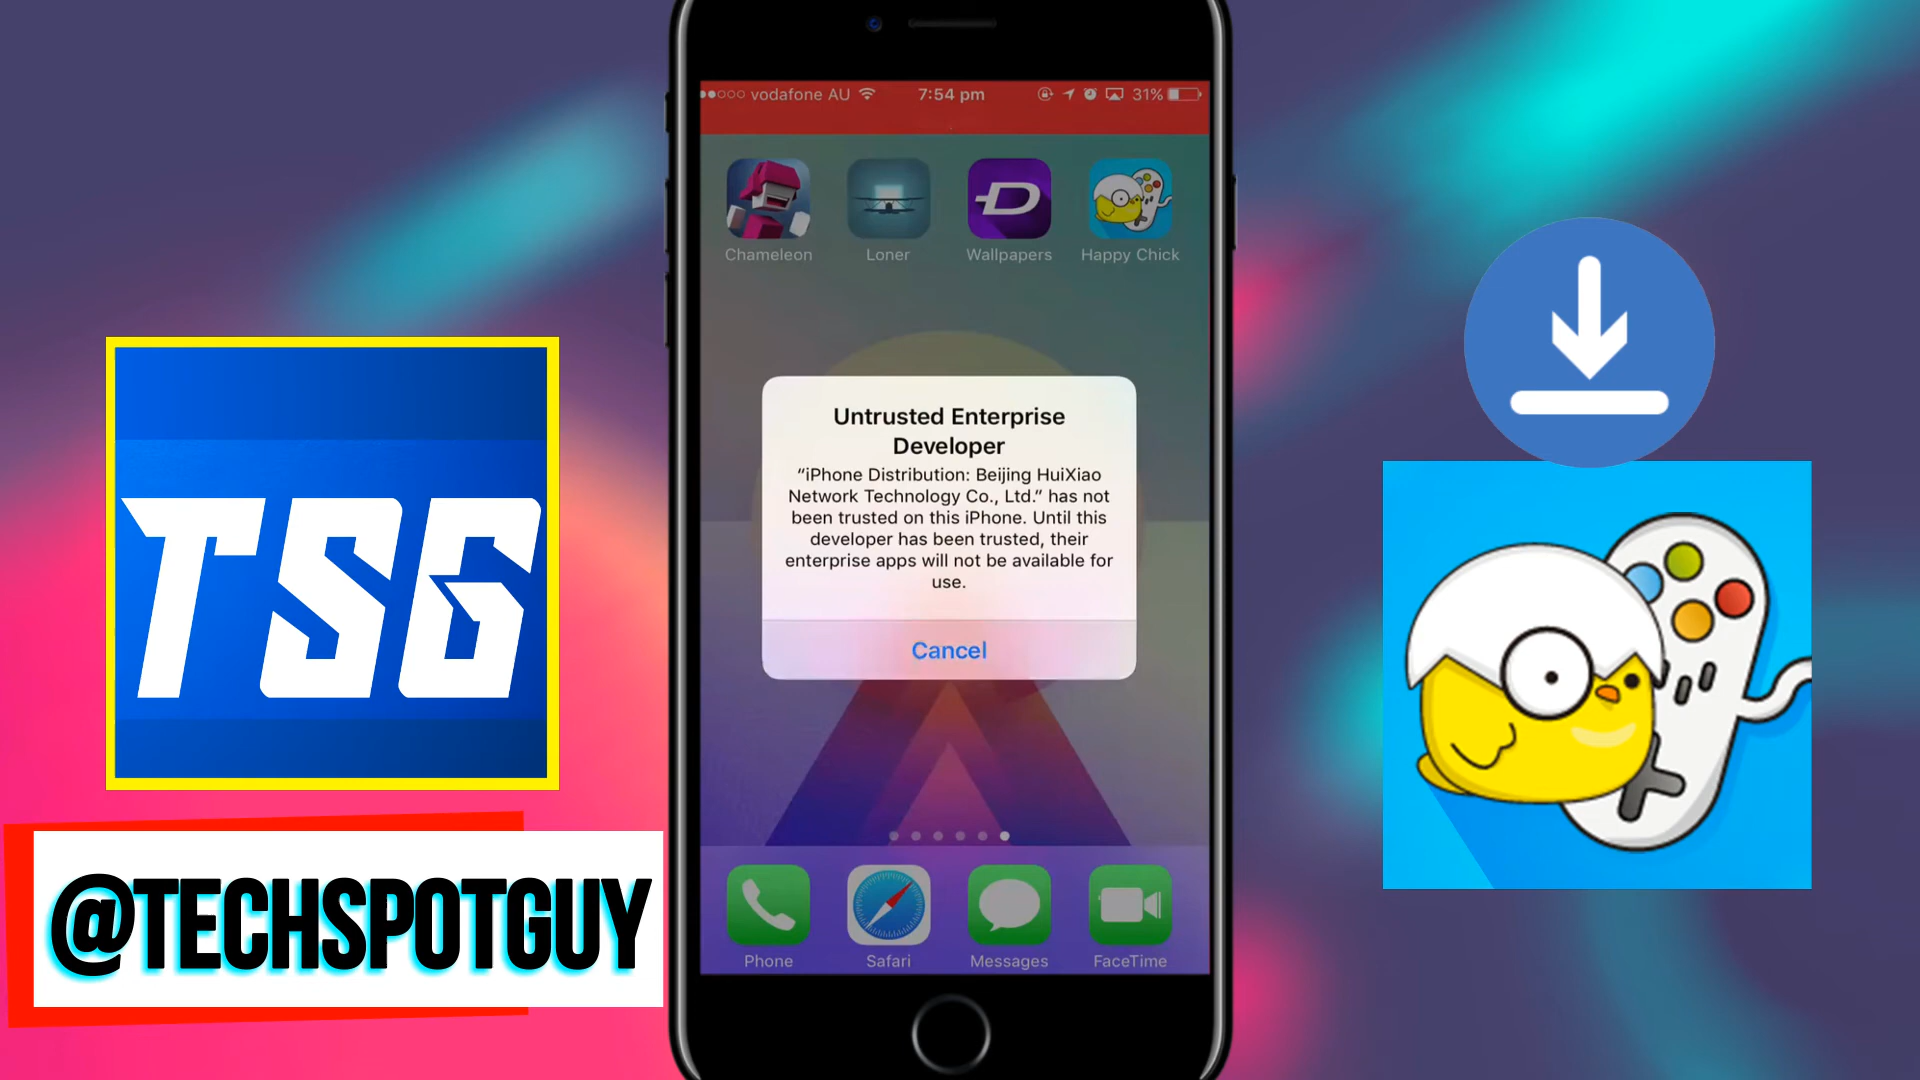 vodafone AU
7:54 pm
31%
Chameleon
Loner
Wallpapers
Happy Chick
Untrusted Enterprise
Developer
“iPhone Distribution: Beijing HuiXiao
Network Technology Co., Ltd.” has not
been trusted on this iPhone. Until this
developer has been trusted, their
enterprise apps will not be available for
use.
Cancel
Phone
Safari
Messages
FaceTime
TSG
@TECHSPOTGUY